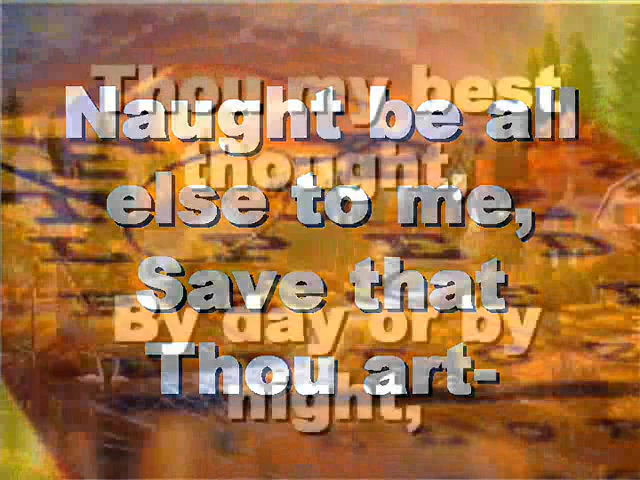 Thou my best
Naught be all
thought,
else to me,
Save that
By day or by
Thou art-
night,